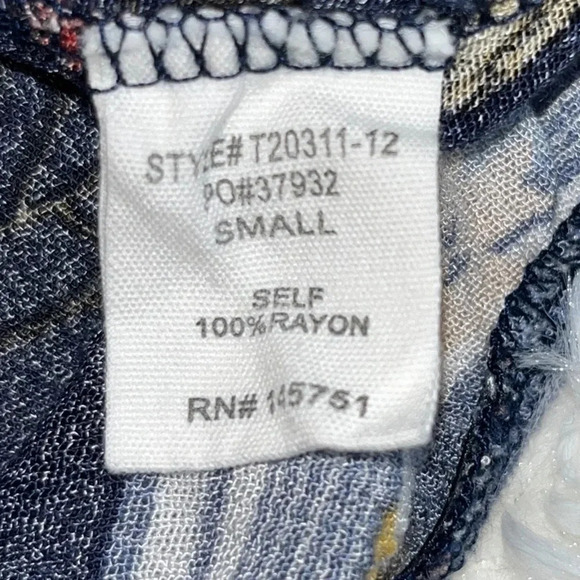 STYLE# T20311-12
PO#37932
SMALL
SELF
100% RAYON
RN# 145751